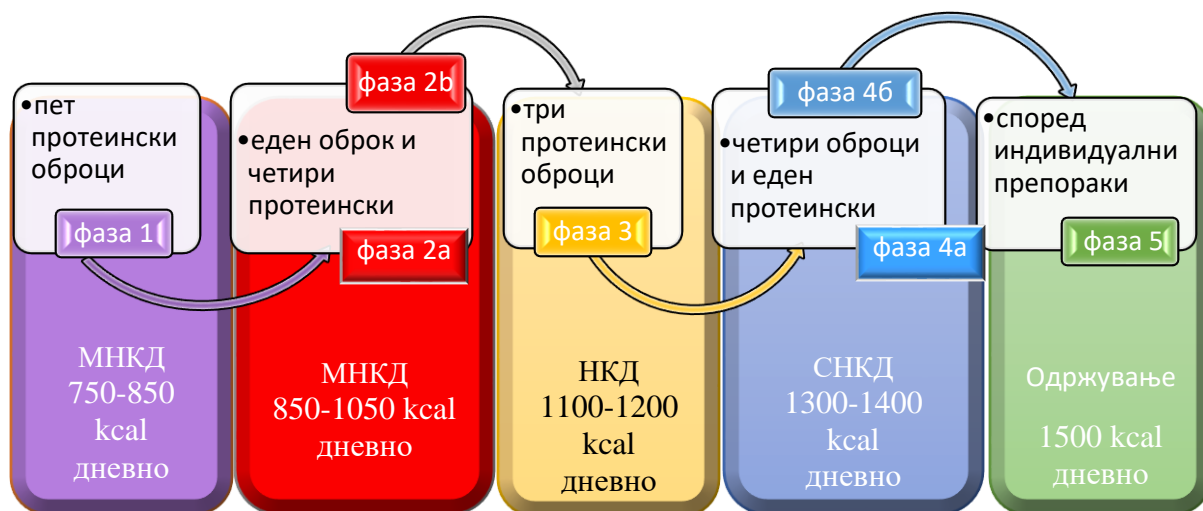 •пет
протеински
оброци
фаза 1
МНКД
750-850
kcal
дневно
фаза 2b
•еден оброк и
четири
протеински
фаза 2a
МНКД
850-1050 kcal
дневно
•три
протеински
оброци
фаза 3
НКД
1100-1200
kcal
дневно
фаза 4б
•четири оброци
и еден
протеински
фаза 4а
СНКД
1300-1400
kcal
дневно
•според
индивидуални
препораки
фаза 5
Одржување
1500 kcal
дневно